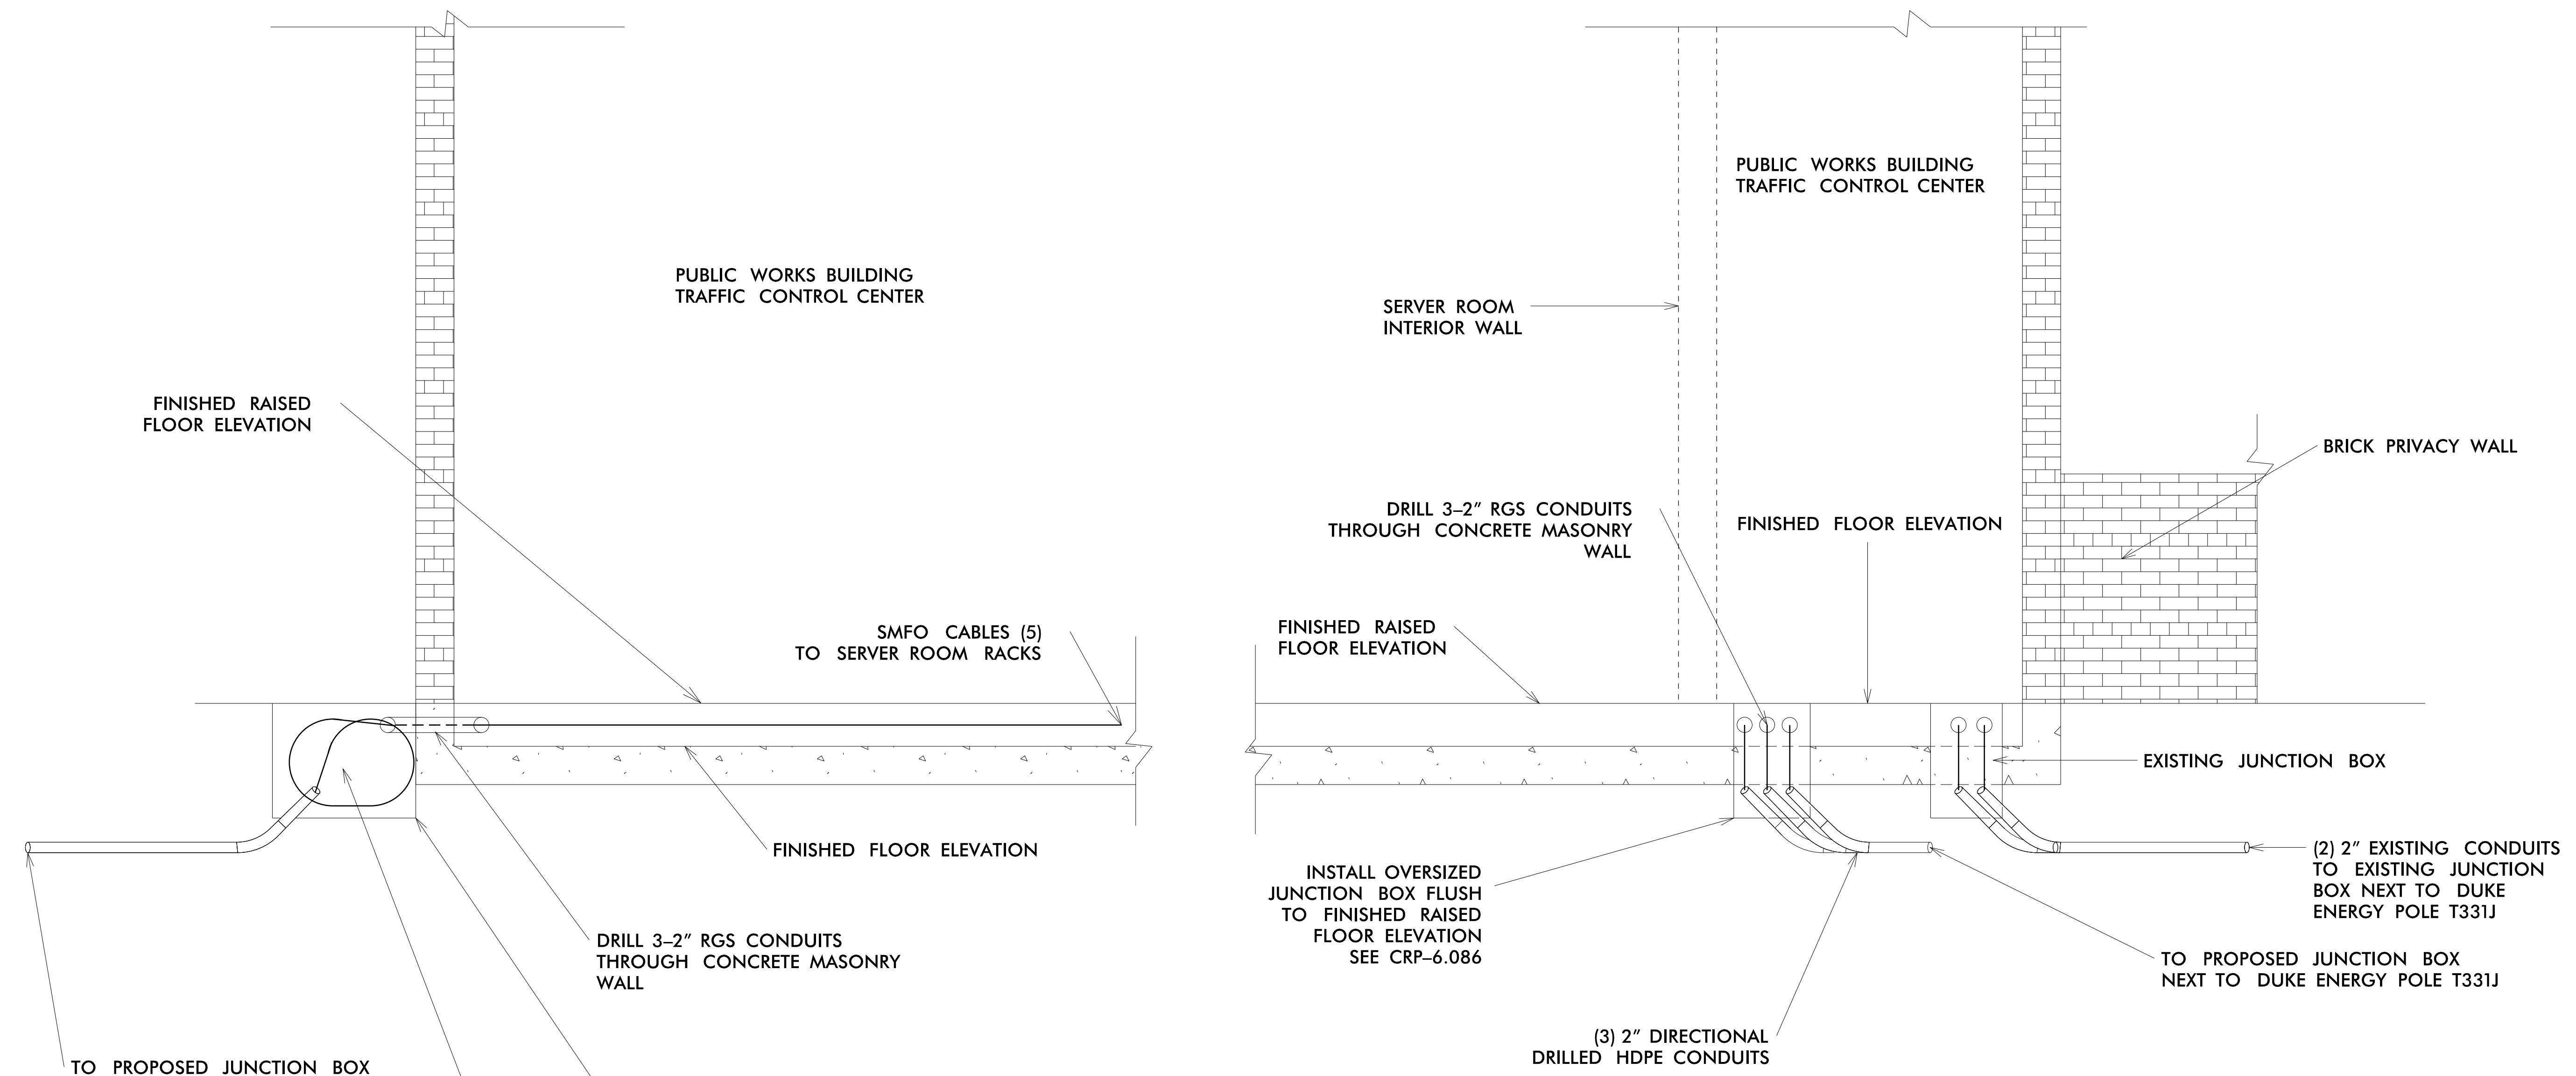 PUBLIC WORKS BUILDING
TRAFFIC CONTROL CENTER
FINISHED RAISED
FLOOR ELEVATION
SMFO CABLES (5)
TO SERVER ROOM RACKS
FINISHED FLOOR ELEVATION
DRILL 3–2" RGS CONDUITS
THROUGH CONCRETE MASONRY
WALL
TO PROPOSED JUNCTION BOX
PUBLIC WORKS BUILDING
TRAFFIC CONTROL CENTER
SERVER ROOM
INTERIOR WALL
BRICK PRIVACY WALL
DRILL 3–2" RGS CONDUITS
THROUGH CONCRETE MASONRY
WALL
FINISHED FLOOR ELEVATION
FINISHED RAISED
FLOOR ELEVATION
EXISTING JUNCTION BOX
(2) 2" EXISTING CONDUITS
TO EXISTING JUNCTION
BOX NEXT TO DUKE
ENERGY POLE T331J
INSTALL OVERSIZED
JUNCTION BOX FLUSH
TO FINISHED RAISED
FLOOR ELEVATION
SEE CRP–6.086
TO PROPOSED JUNCTION BOX
NEXT TO DUKE ENERGY POLE T331J
(3) 2" DIRECTIONAL
DRILLED HDPE CONDUITS